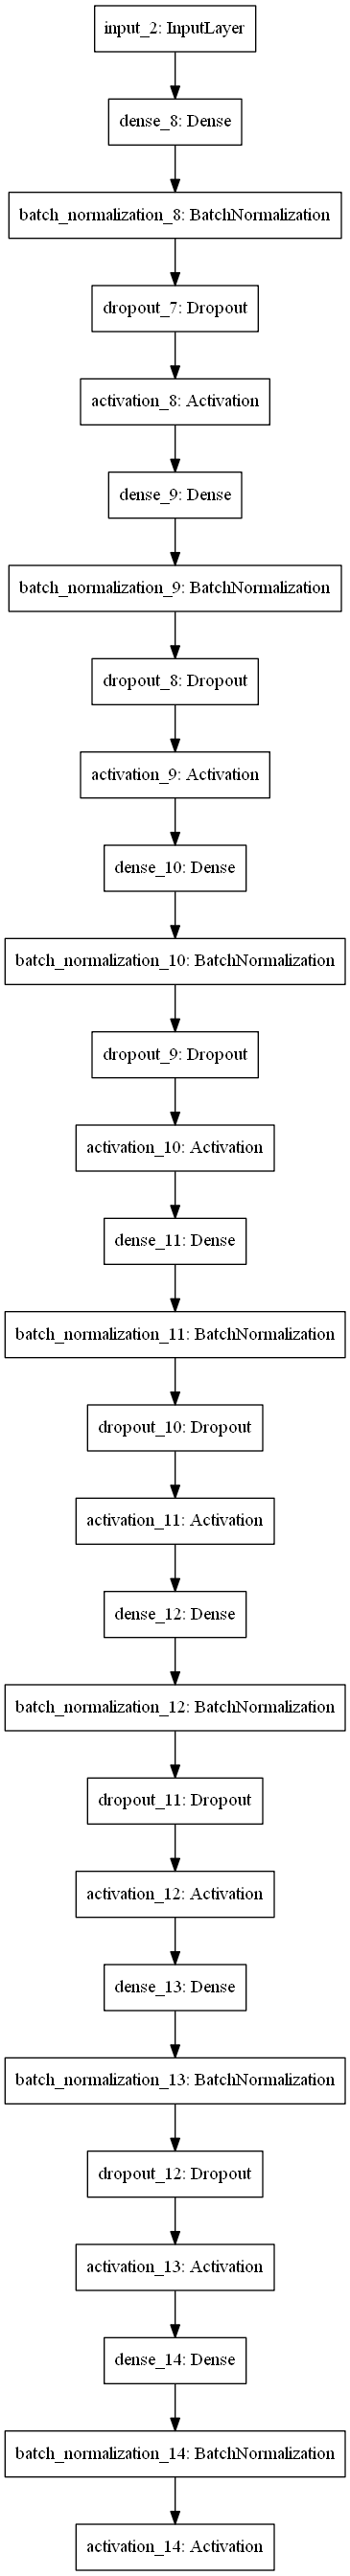 input_2: InputLayer
dense_8: Dense
batch_normalization_8: BatchNormalization
dropout_7: Dropout
activation_8: Activation
dense_9: Dense
batch_normalization_9: BatchNormalization
dropout_8: Dropout
activation_9: Activation
dense_10: Dense
batch_normalization_10: BatchNormalization
dropout_9: Dropout
activation_10: Activation
dense_11: Dense
batch_normalization_11: BatchNormalization
dropout_10: Dropout
activation_11: Activation
dense_12: Dense
batch_normalization_12: BatchNormalization
dropout_11: Dropout
activation_12: Activation
dense_13: Dense
batch_normalization_13: BatchNormalization
dropout_12: Dropout
activation_13: Activation
dense_14: Dense
batch_normalization_14: BatchNormalization
activation_14: Activation